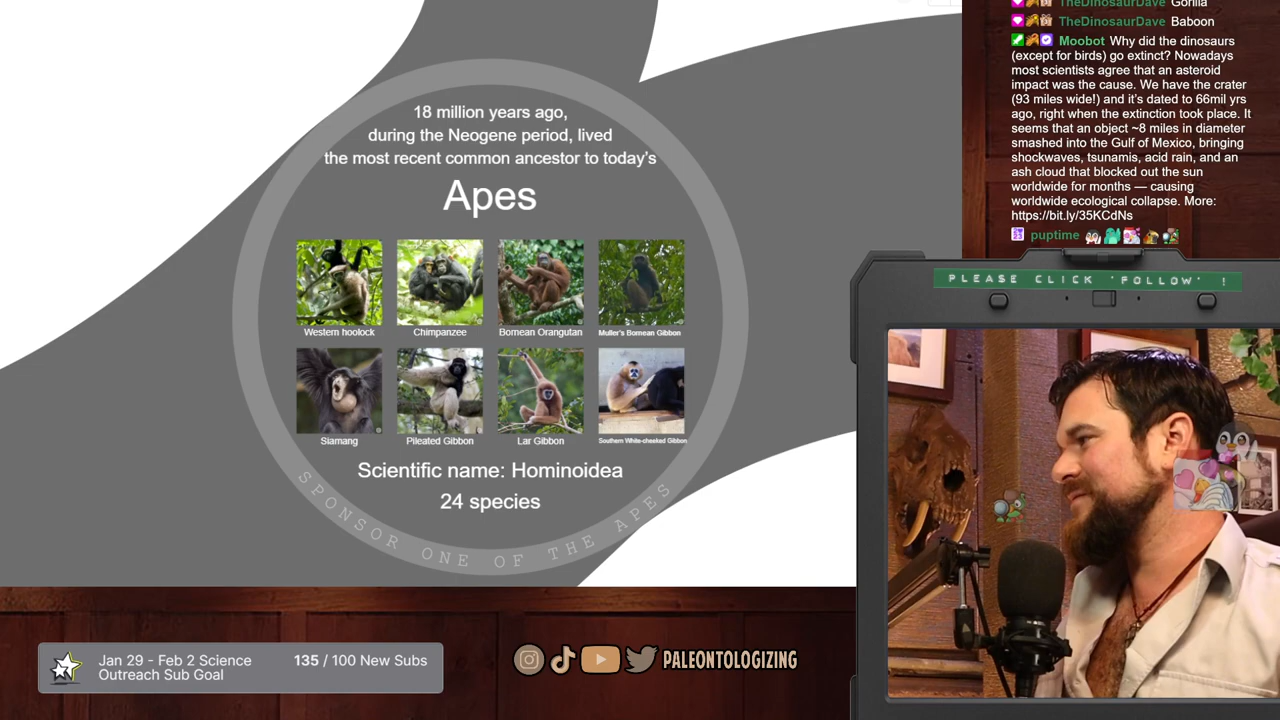 18 million years ago,
during the Neogene period, lived
the most recent common ancestor to today's
Apes
Western hoolock
Chimpanzee
Bornean Orangutan
Muller's Bornean Gibbon
Siamang
Pileated Gibbon
Lar Gibbon
Southern White-cheeked Gibbon
Scientific name: Hominoidea
24 species
SPONSOR ONE OF THE APES
TheDinosaurDave Gorilla
TheDinosaurDave Baboon
Moobot Why did the dinosaurs
(except for birds) go extinct? Nowadays
most scientists agree that an asteroid
impact was the cause. We have the crater
(93 miles wide!) and it's dated to 66mil yrs
ago, right when the extinction took place. It
seems that an object ~8 miles in diameter
smashed into the Gulf of Mexico, bringing
shockwaves, tsunamis, acid rain, and an
ash cloud that blocked out the sun
worldwide for months — causing
worldwide ecological collapse. More:
https://bit.ly/35KCdNs
puptime
PLEASE CLICK 'FOLLOW' !
Jan 29 - Feb 2 Science
Outreach Sub Goal
135 / 100 New Subs
PALEONTOLOGIZING